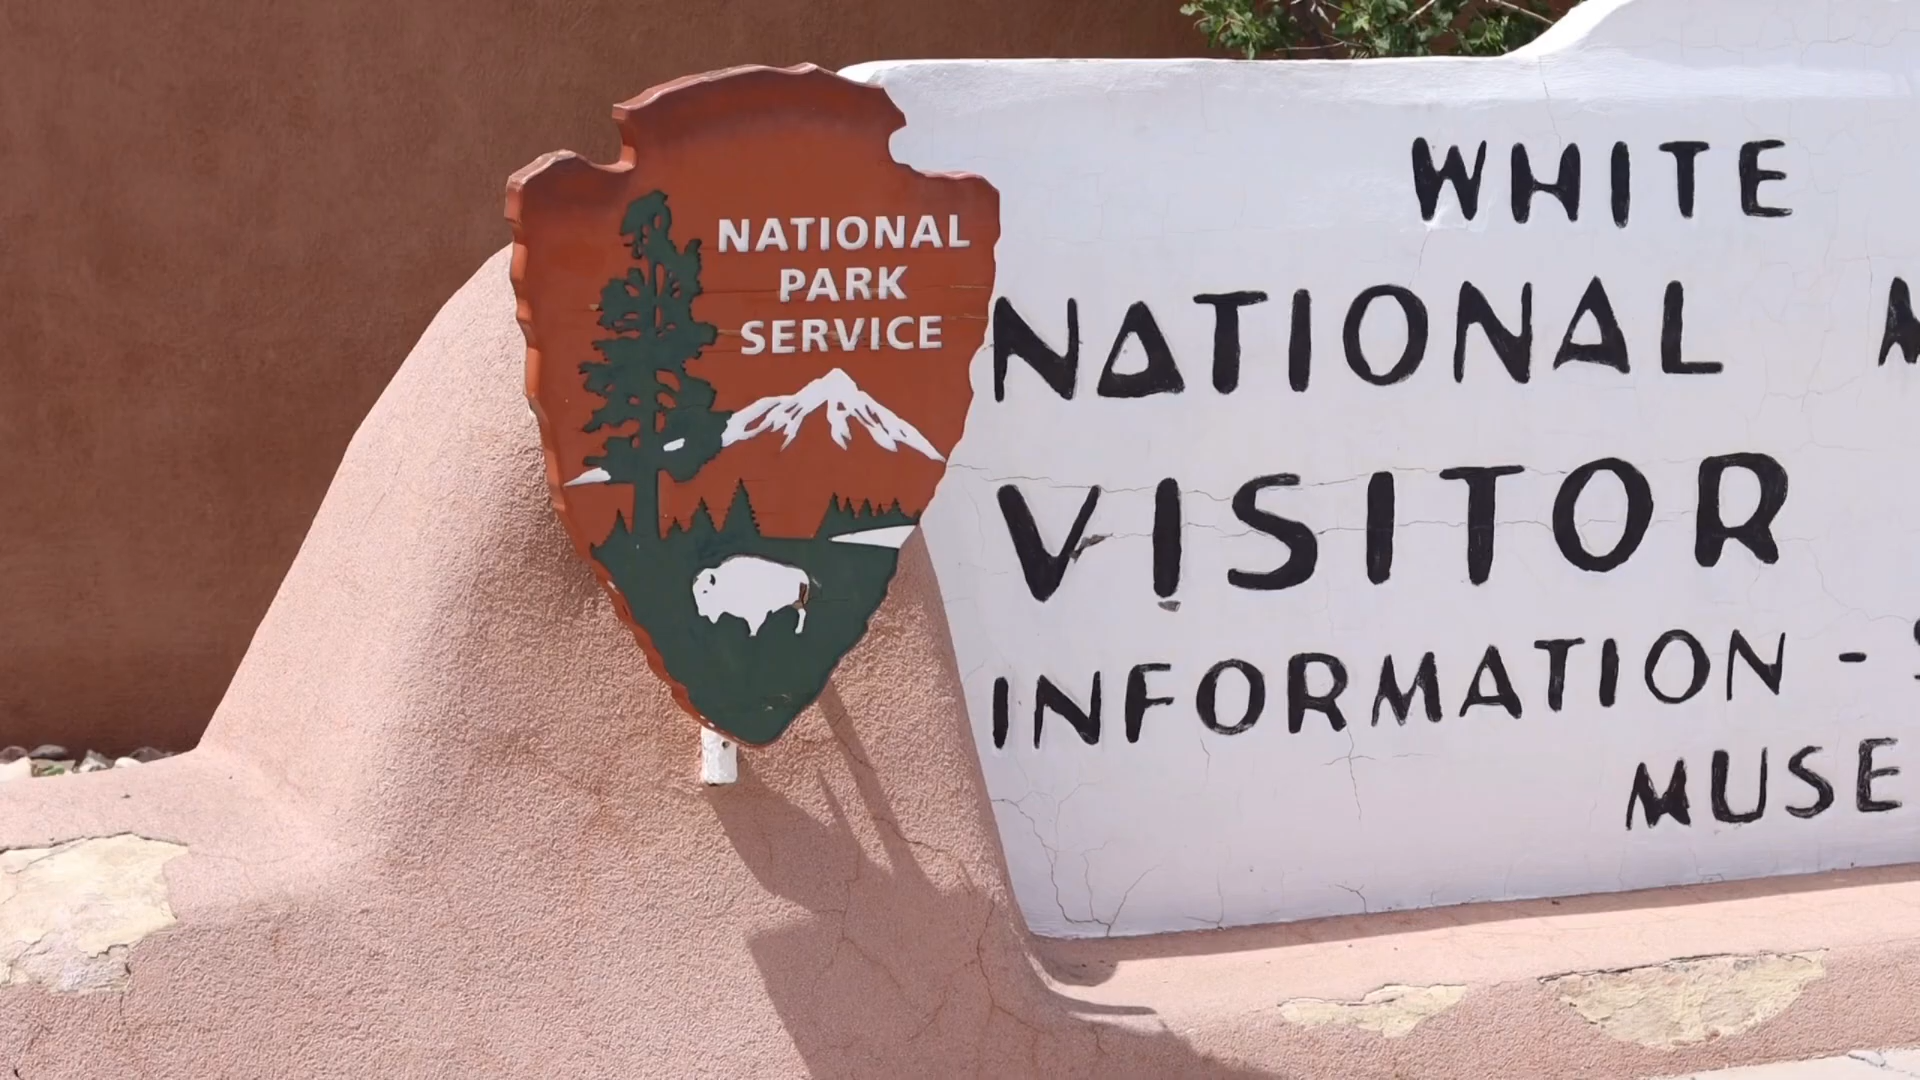 NATIONAL
PARK
SERVICE
WHITE
NATIONAL
VISITOR
INFORMATION -
MUSE